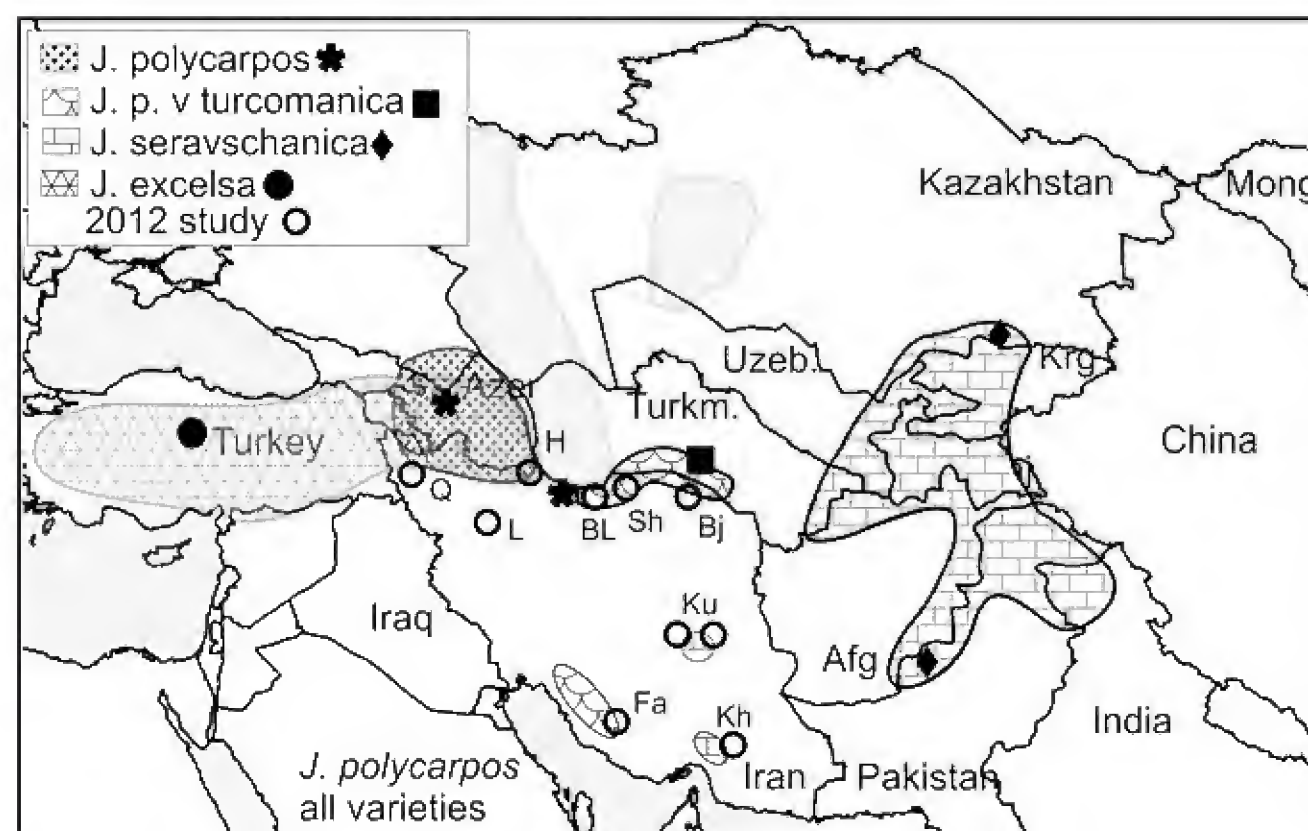 J. polycarpos
J. p. v turcomanica
J. seravschanica
J. excelsa
2012 study
Kazakhstan
Mong
Uzeb.
Krg
Azer
Turkm.
Turkey
China
H
Q
L
BL
Sh
Bj
Ku
Iraq
Afg
Fa
Kh
India
J. polycarpos
all varieties
Iran
Pakistan